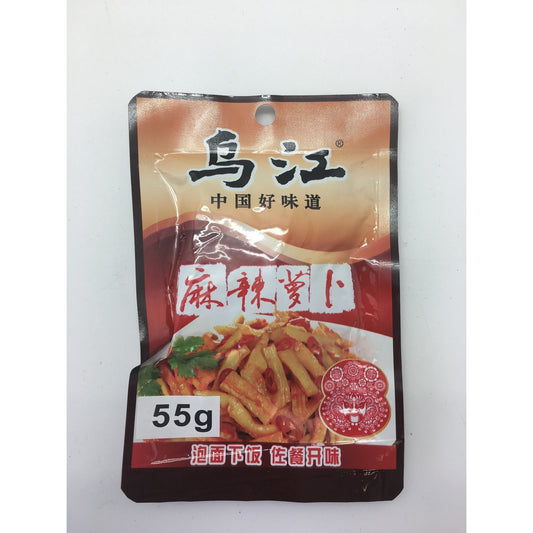 乌江®
中国好味道
麻辣萝卜
55g
泡面下饭 佐餐开味